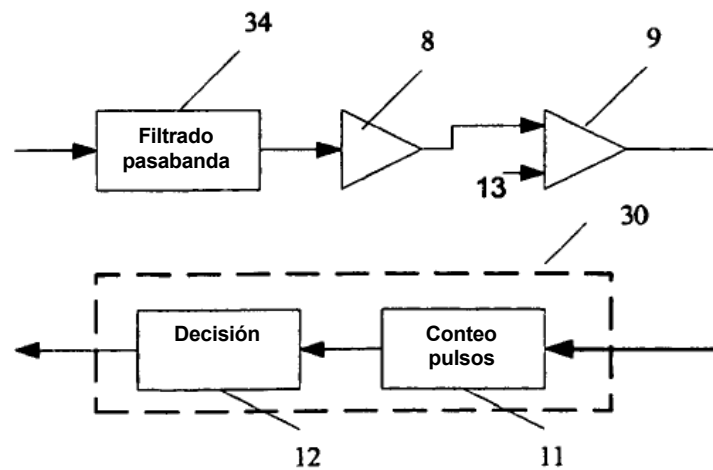 34
8
9
Filtrado
pasabanda
13
30
Decisión
Conteo
pulsos
12
11